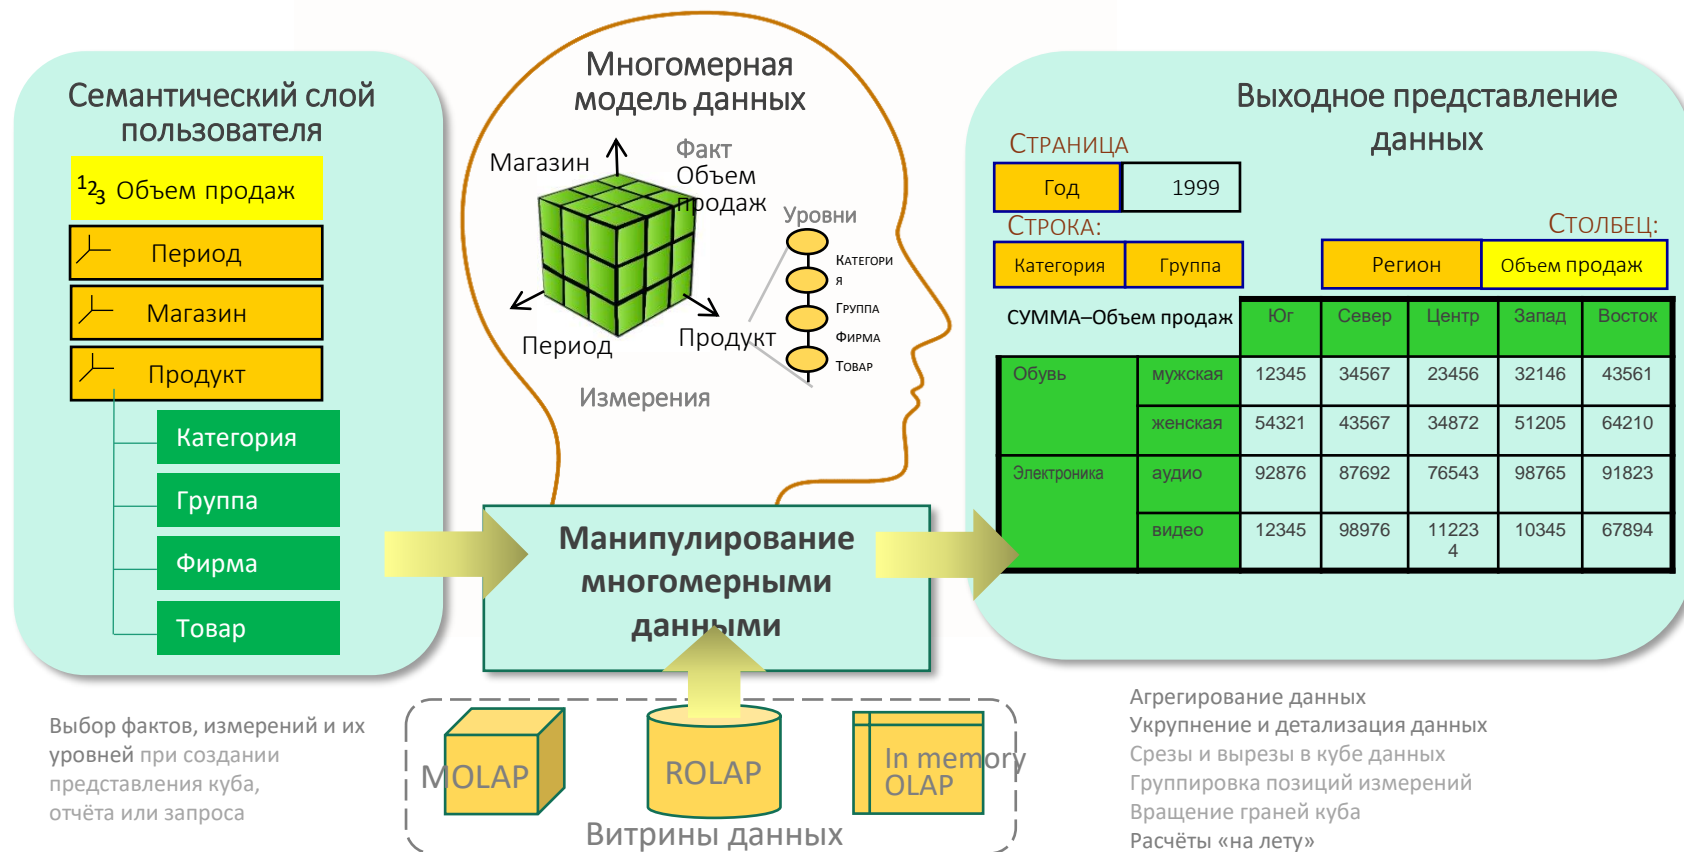 Семантический слой
пользователя
123 Объем продаж
Период
Магазин
Продукт
Категория
Группа
Фирма
Товар
Выбор фактов, измерений и их
уровней при создании
представления куба,
отчёта или запроса
Многомерная
модель данных
Магазин
Факт
Объем
продаж
Уровни
Категори
я
Группа
Фирма
Товар
Период
Продукт
Измерения
Манипулирование
многомерными
данными
MOLAP
ROLAP
In memory
OLAP
Витрины данных
Выходное представление
данных
Страница
Год 1999
Строка: Столбец:
Категория Группа Регион Объем продаж
СУММА–Объем продаж Юг Север Центр Запад Восток
Обувь мужская 12345 34567 23456 32146 43561
женская 54321 43567 34872 51205 64210
Электроника аудио 92876 87692 76543 98765 91823
видео 12345 98976 11223 10345 67894
4
Агрегирование данных
Укрупнение и детализация данных
Срезы и вырезы в кубе данных
Группировка позиций измерений
Вращение граней куба
Расчёты «на лету»